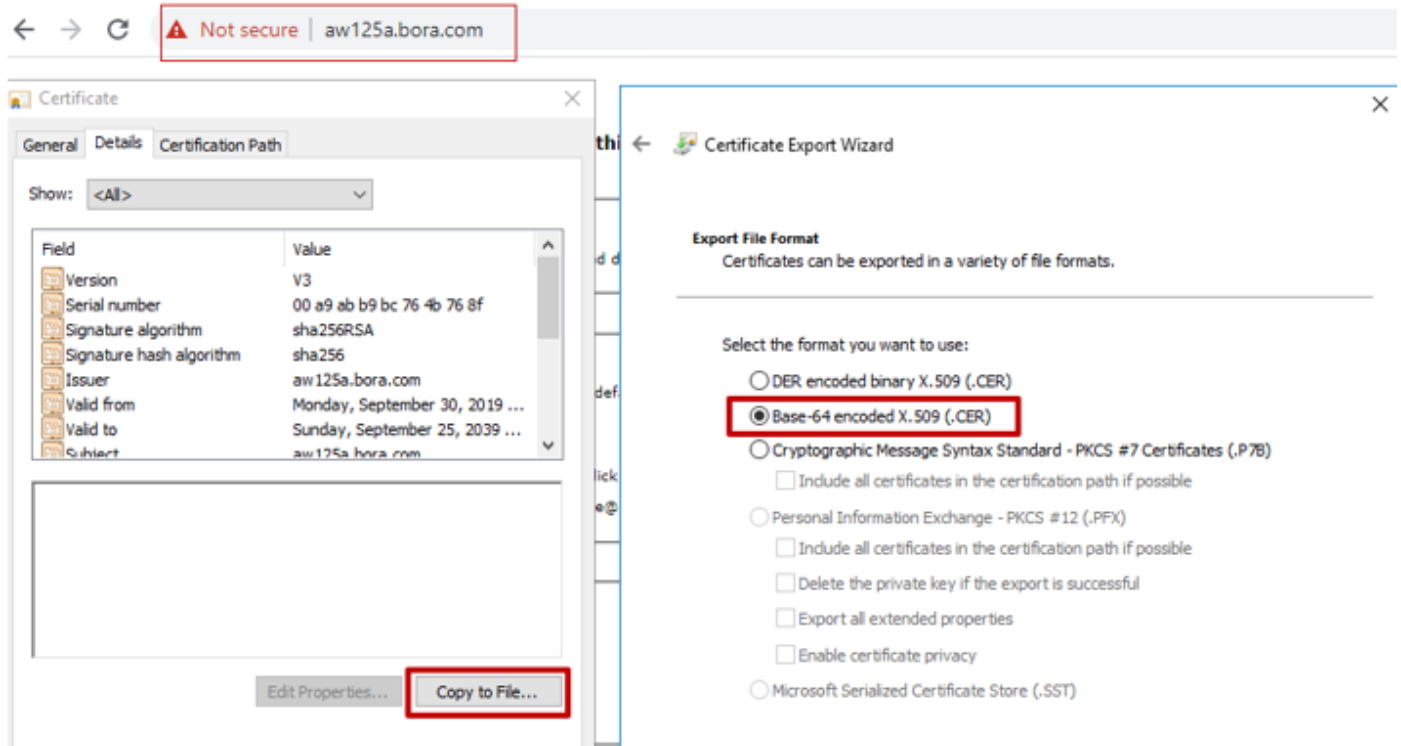 Not secure | aw125a.bora.com
Certificate
General Details Certification Path
Show: <All>
Field Value
Version V3
Serial number 00 a9 ab b9 bc 76 4b 76 8f
Signature algorithm sha256RSA
Signature hash algorithm sha256
Issuer aw125a.bora.com
Valid from Monday, September 30, 2019 ...
Valid to Sunday, September 25, 2039 ...
Subject aw125a.bora.com
Edit Properties... Copy to File...
thi
d d
def
lick
e@
Certificate Export Wizard
Export File Format
Certificates can be exported in a variety of file formats.
Select the format you want to use:
DER encoded binary X.509 (.CER)
Base-64 encoded X.509 (.CER)
Cryptographic Message Syntax Standard - PKCS #7 Certificates (.P7B)
Include all certificates in the certification path if possible
Personal Information Exchange - PKCS #12 (.PFX)
Include all certificates in the certification path if possible
Delete the private key if the export is successful
Export all extended properties
Enable certificate privacy
Microsoft Serialized Certificate Store (.SST)